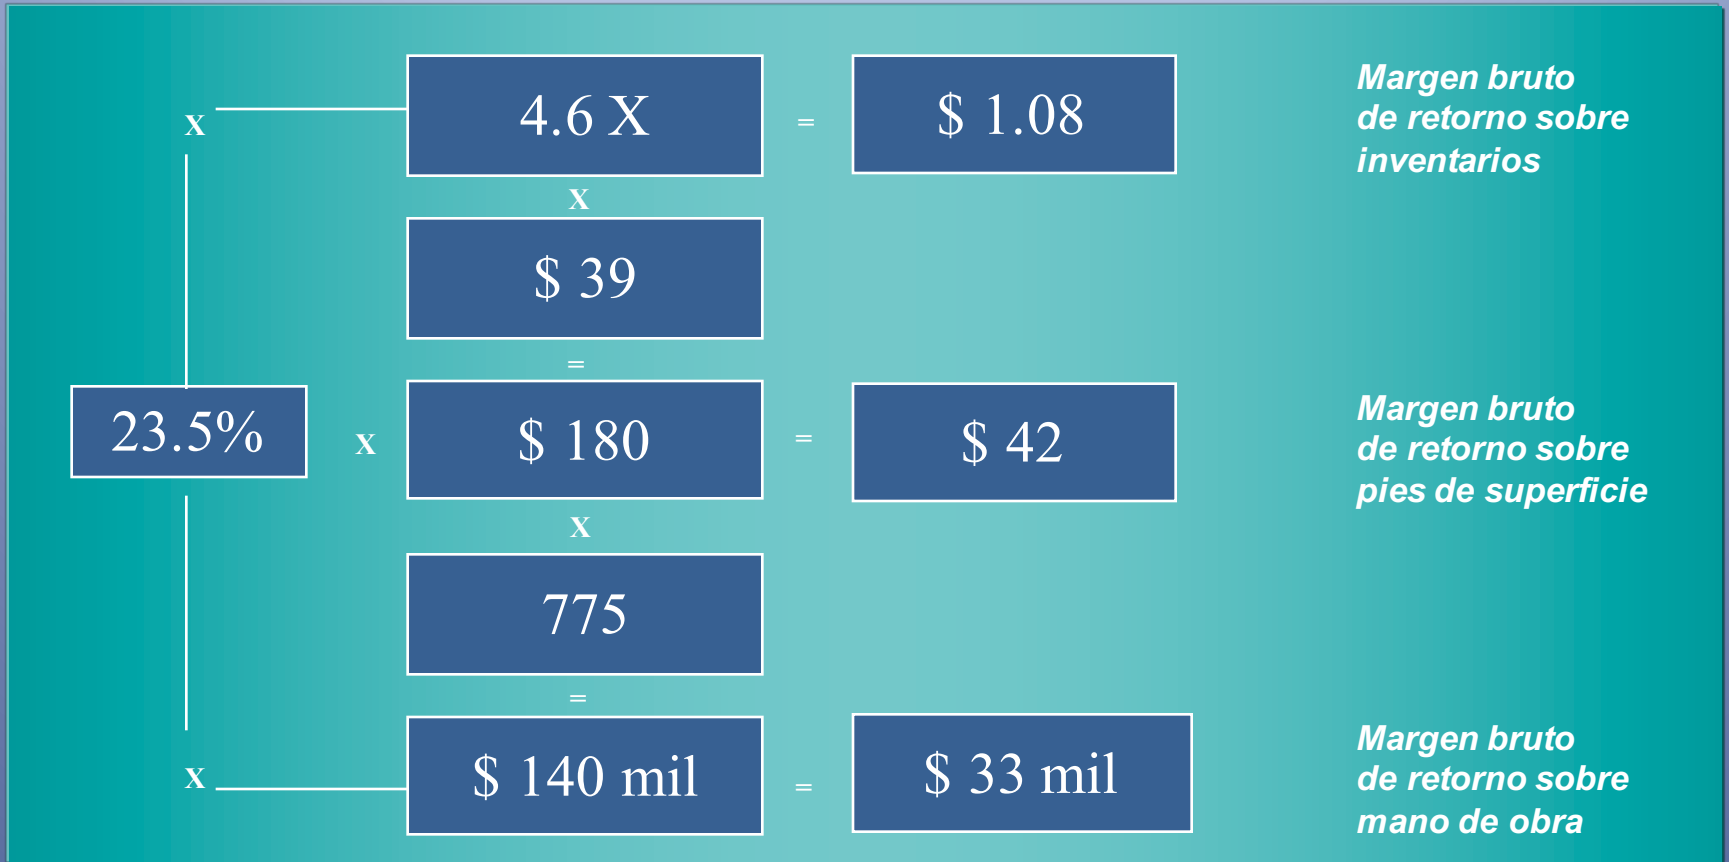 x
4.6 X
=
$ 1.08
Margen bruto
de retorno sobre
inventarios
x
$ 39
=
23.5%
x
$ 180
=
$ 42
Margen bruto
de retorno sobre
pies de superficie
x
775
=
x
$ 140 mil
=
$ 33 mil
Margen bruto
de retorno sobre
mano de obra